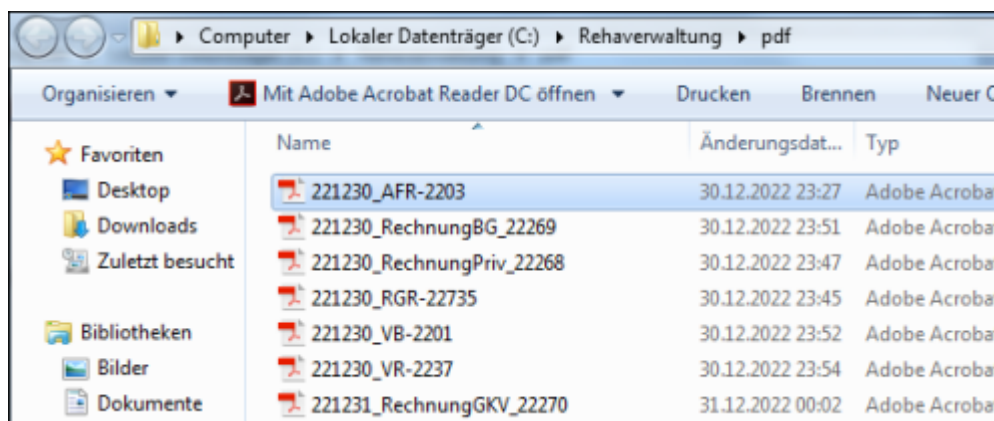 Computer ▸ Lokaler Datenträger (C:) ▸ Rehaverwaltung ▸ pdf
Organisieren Mit Adobe Acrobat Reader DC öffnen Drucken Brennen Neuer
Name Änderungsdat... Typ
Favoriten
Desktop
Downloads
Zuletzt besucht
Bibliotheken
Bilder
Dokumente
221230_AFR-2203 30.12.2022 23:27 Adobe Acroba
221230_RechnungBG_22269 30.12.2022 23:51 Adobe Acroba
221230_RechnungPriv_22268 30.12.2022 23:47 Adobe Acroba
221230_RGR-22735 30.12.2022 23:45 Adobe Acroba
221230_VB-2201 30.12.2022 23:52 Adobe Acroba
221230_VR-2237 30.12.2022 23:54 Adobe Acroba
221231_RechnungGKV_22270 31.12.2022 00:02 Adobe Acroba